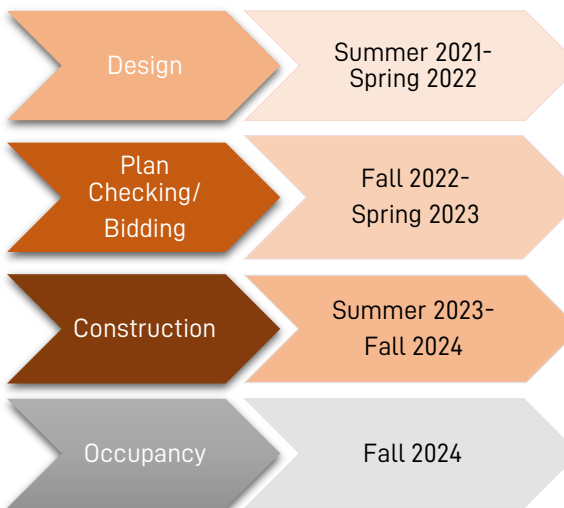 Design
Summer 2021-
Spring 2022
Plan
Checking/
Bidding
Fall 2022-
Spring 2023
Construction
Summer 2023-
Fall 2024
Occupancy
Fall 2024